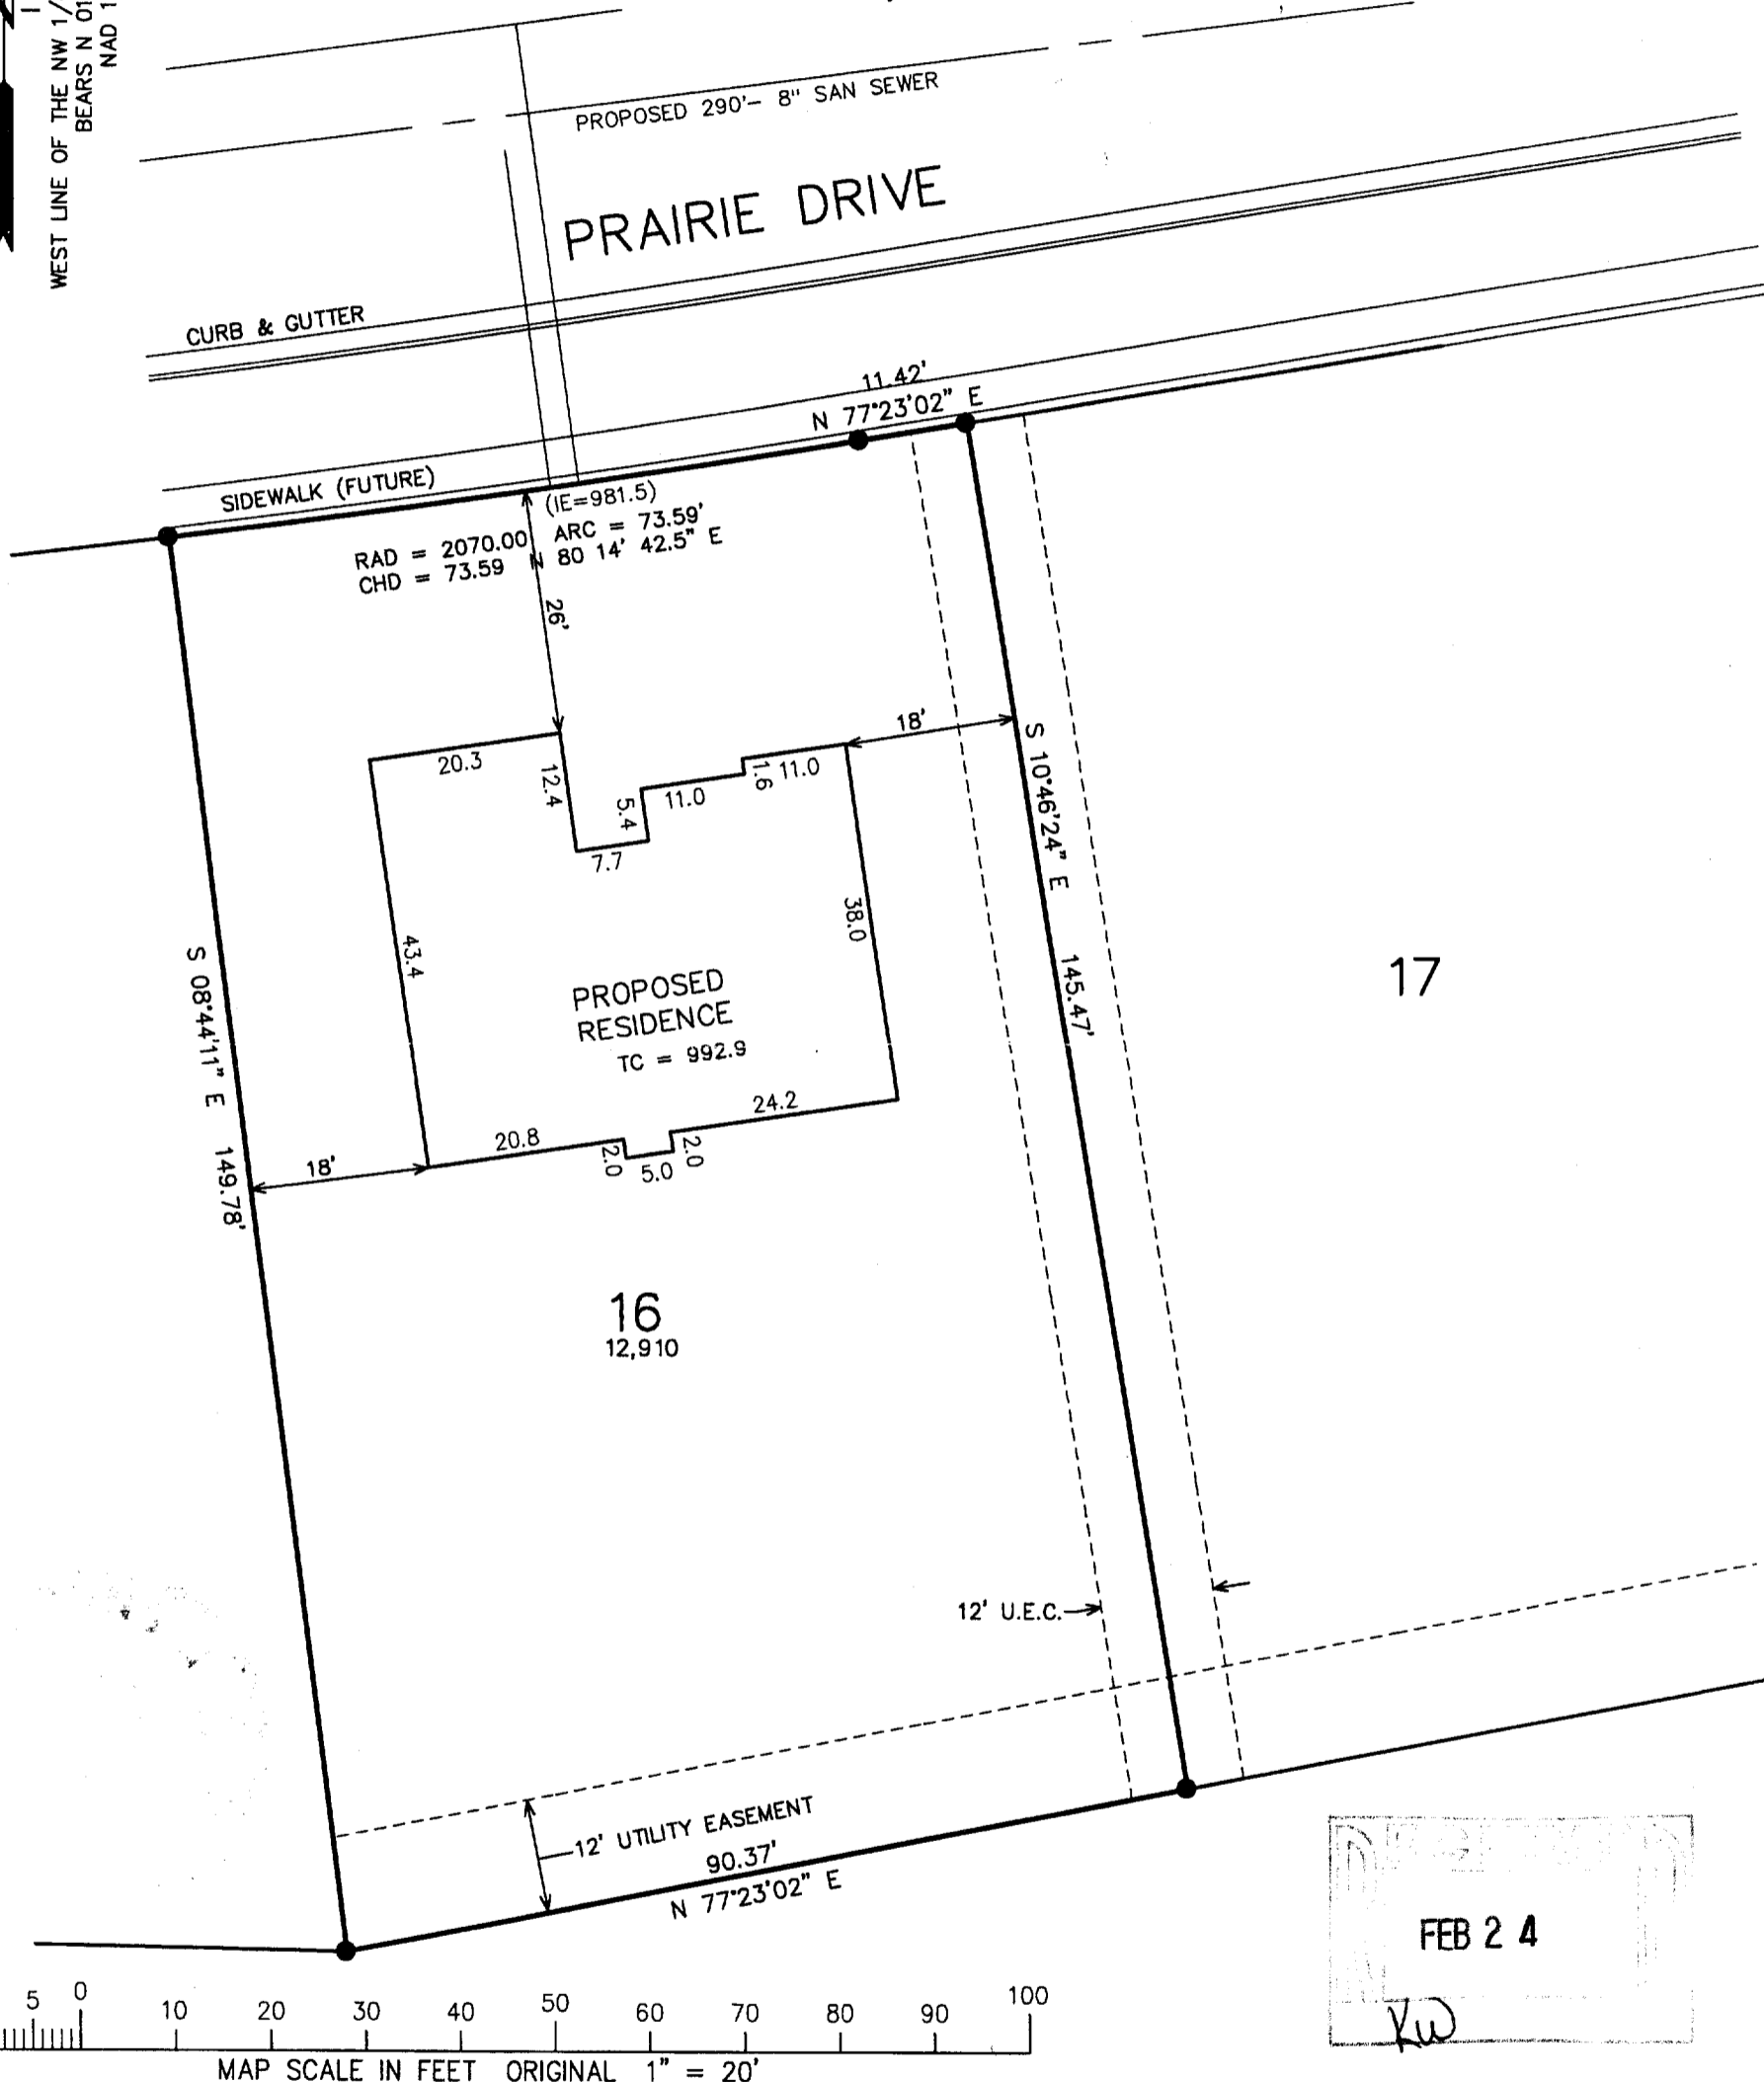 WEST LINE OF THE NW 1/
BEARS N 01
NAD 1
PROPOSED 290'- 8" SAN SEWER
PRAIRIE DRIVE
CURB & GUTTER
11.42'
N 77°23'02" E
SIDEWALK (FUTURE)
(IE=981.5)
RAD = 2070.00 ARC = 73.59'
CHD = 73.59 N 80 14' 42.5" E
26'
18'
20.3
12.4
7.7
5.4
11.0
1.6
11.0
38.0
43.4
S 10°46'24" E 145.47'
S 08°44'11" E 149.78'
PROPOSED
RESIDENCE
TC = 992.9
17
24.2
20.8
2.0
5.0
2.0
18'
16
12,910
12' U.E.C.
12' UTILITY EASEMENT
90.37'
N 77°23'02" E
FEB 24
KW
5 0 10 20 30 40 50 60 70 80 90 100
MAP SCALE IN FEET ORIGINAL 1" = 20'